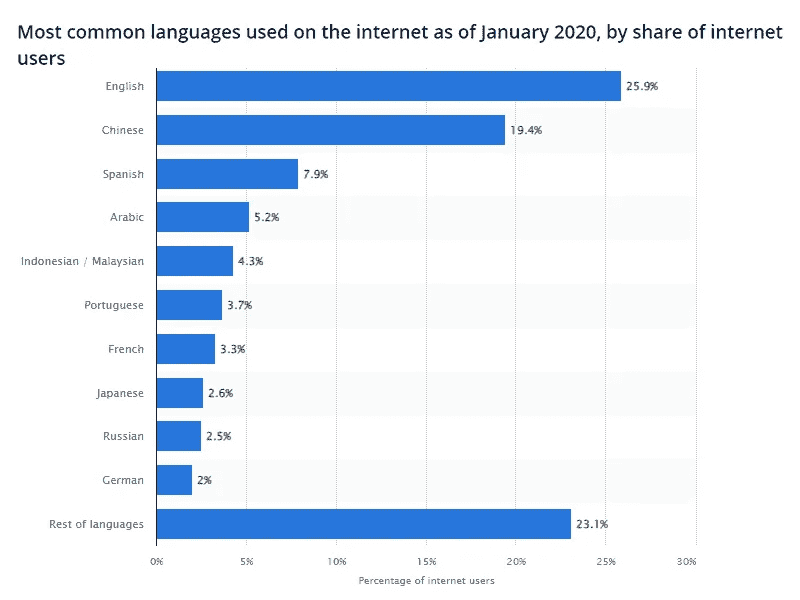 Most common languages used on the internet as of January 2020, by share of internet
users
English 25.9%
Chinese 19.4%
Spanish 7.9%
Arabic 5.2%
Indonesian / Malaysian 4.3%
Portuguese 3.7%
French 3.3%
Japanese 2.6%
Russian 2.5%
German 2%
Rest of languages 23.1%
0% 5% 10% 15% 20% 25% 30%
Percentage of internet users